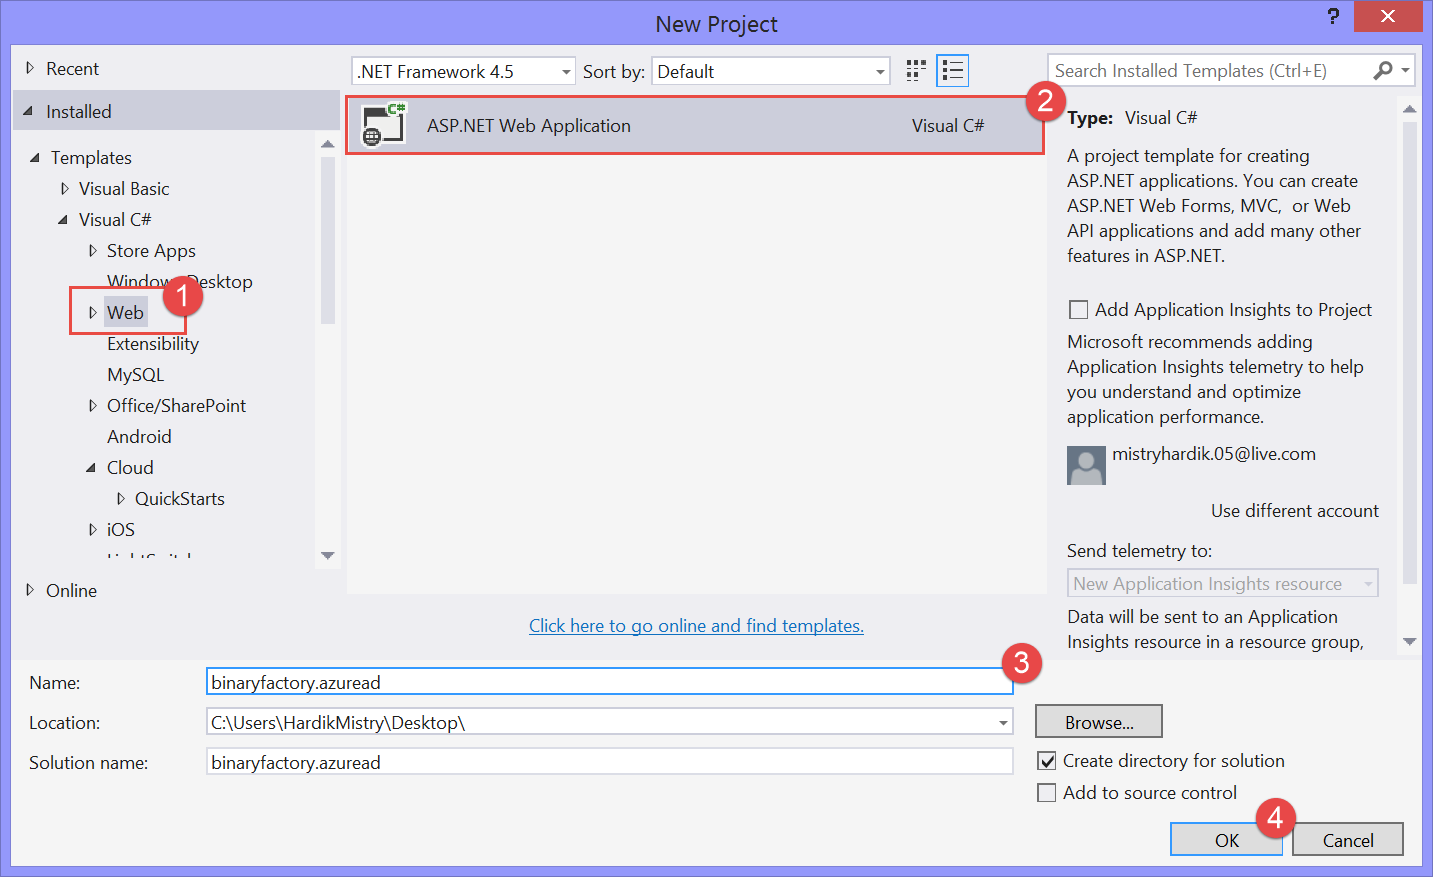 New Project
?
Recent
Installed
Templates
Visual Basic
Visual C#
Store Apps
Desktop
1
Web
Extensibility
MySQL
Office/SharePoint
Android
Cloud
QuickStarts
iOS
Online
.NET Framework 4.5
Sort by:
Default
C#
ASP.NET Web Application
Visual C#
2
Click here to go online and find templates.
Search Installed Templates (Ctrl+E)
Type: Visual C#
A project template for creating
ASP.NET applications. You can create
ASP.NET Web Forms, MVC, or Web
API applications and add many other
features in ASP.NET.
Add Application Insights to Project
Microsoft recommends adding
Application Insights telemetry to help
you understand and optimize
application performance.
mistryhardik.05@live.com
Use different account
Send telemetry to:
New Application Insights resource
Data will be sent to an Application
Insights resource in a resource group,
3
Name:
binaryfactory.azuread
Location:
C:\Users\HardikMistry\Desktop\
Browse...
Solution name:
binaryfactory.azuread
Create directory for solution
Add to source control
4
OK
Cancel